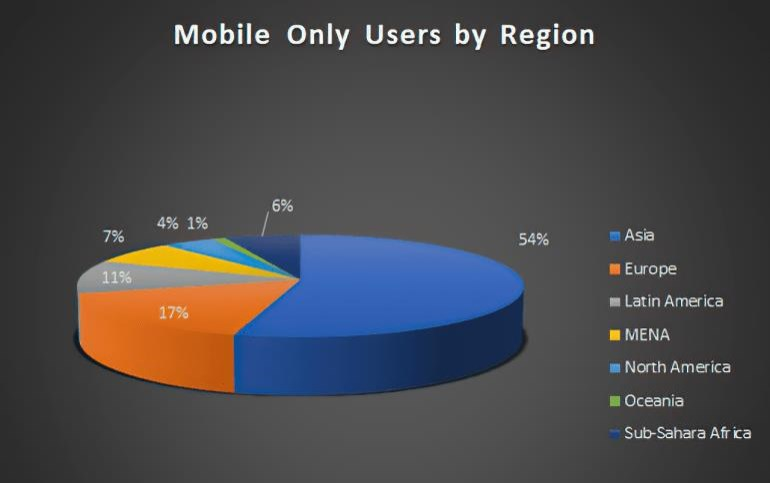 Mobile Only Users by Region
6%
4% 1%
7%
54%
11%
17%
Asia
Europe
Latin America
MENA
North America
Oceania
Sub-Sahara Africa